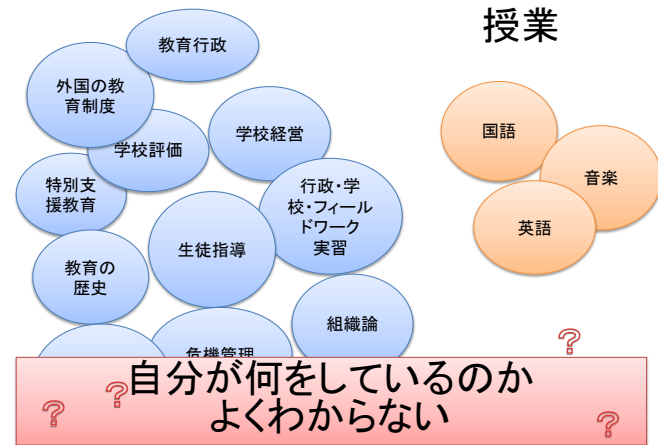 授業
教育行政
外国の教
育制度
学校評価
学校経営
特別支
援教育
行政・学
校・フィール
ドワーク
実習
生徒指導
教育の
歴史
組織論
危機管理
国語
音楽
英語
自分が何をしているのか
よくわからない
?
?
?
?